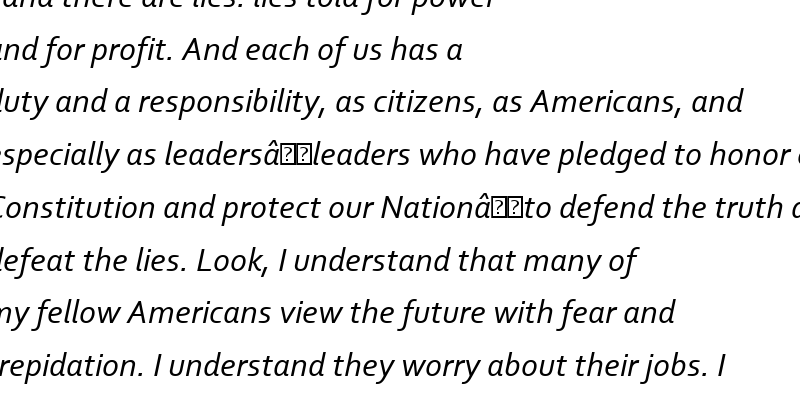 and there are lies. lies told for power
and for profit. And each of us has a
duty and a responsibility, as citizens, as Americans, and
especially as leadersâ��leaders who have pledged to honor
Constitution and protect our Nationâ��to defend the truth
defeat the lies. Look, I understand that many of
my fellow Americans view the future with fear and
trepidation. I understand they worry about their jobs. I